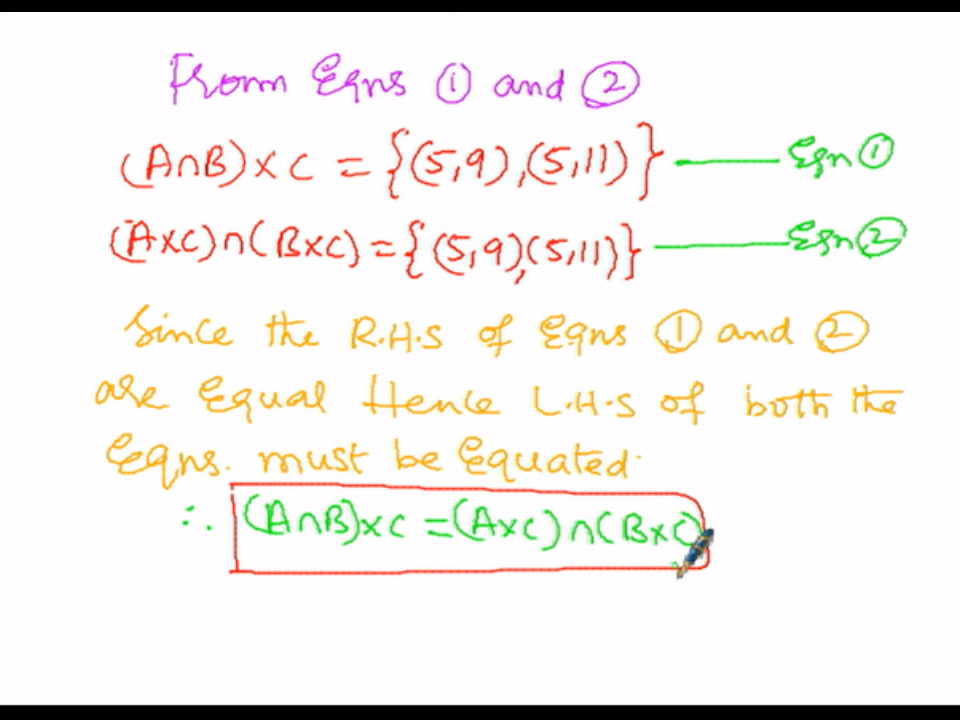 From Eqns ① and ②
(A∩B)×C = {(5,9),(5,11)} —— Eqn ①
(A×C)∩(B×C) = {(5,9),(5,11)} —— Eqn ②
Since the R.H.S of Eqns ① and ②
are Equal Hence L.H.S of both the
Eqns. must be Equated.
∴ (A∩B)×C = (A×C)∩(B×C)